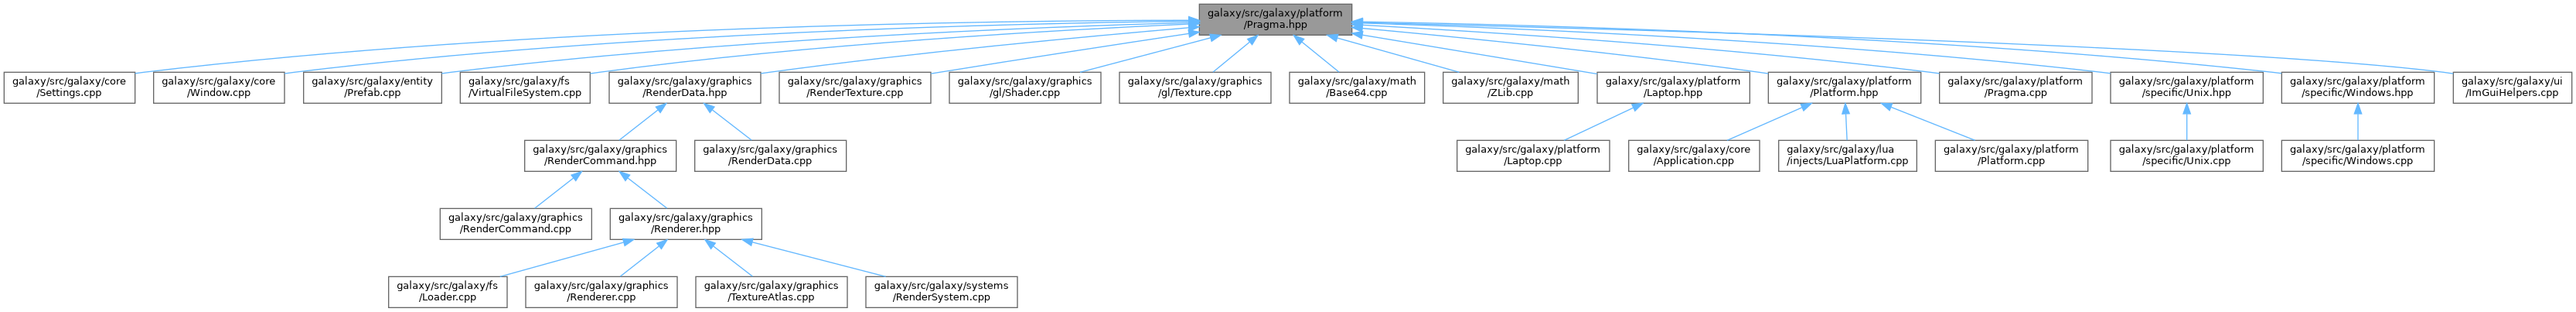 galaxy/src/galaxy/platform
/Pragma.hpp
galaxy/src/galaxy/core
/Settings.cpp
galaxy/src/galaxy/core
/Window.cpp
galaxy/src/galaxy/entity
/Prefab.cpp
galaxy/src/galaxy/fs
/VirtualFileSystem.cpp
galaxy/src/galaxy/graphics
/RenderData.hpp
galaxy/src/galaxy/graphics
/RenderTexture.cpp
galaxy/src/galaxy/graphics
/gl/Shader.cpp
galaxy/src/galaxy/graphics
/gl/Texture.cpp
galaxy/src/galaxy/math
/Base64.cpp
galaxy/src/galaxy/math
/ZLib.cpp
galaxy/src/galaxy/platform
/Laptop.hpp
galaxy/src/galaxy/platform
/Platform.hpp
galaxy/src/galaxy/platform
/Pragma.cpp
galaxy/src/galaxy/platform
/specific/Unix.hpp
galaxy/src/galaxy/platform
/specific/Windows.hpp
galaxy/src/galaxy/ui
/ImGuiHelpers.cpp
galaxy/src/galaxy/graphics
/RenderCommand.hpp
galaxy/src/galaxy/graphics
/RenderData.cpp
galaxy/src/galaxy/platform
/Laptop.cpp
galaxy/src/galaxy/core
/Application.cpp
galaxy/src/galaxy/lua
/injects/LuaPlatform.cpp
galaxy/src/galaxy/platform
/Platform.cpp
galaxy/src/galaxy/platform
/specific/Unix.cpp
galaxy/src/galaxy/platform
/specific/Windows.cpp
galaxy/src/galaxy/graphics
/RenderCommand.cpp
galaxy/src/galaxy/graphics
/Renderer.hpp
galaxy/src/galaxy/fs
/Loader.cpp
galaxy/src/galaxy/graphics
/Renderer.cpp
galaxy/src/galaxy/graphics
/TextureAtlas.cpp
galaxy/src/galaxy/systems
/RenderSystem.cpp